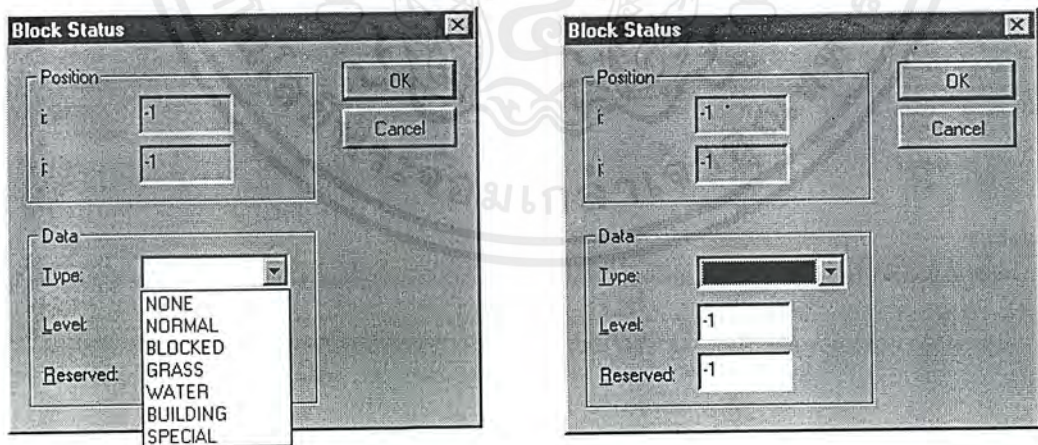 Block Status
Position
OK
i: -1
Cancel
j: -1
Data
Type:
NONE
NORMAL
Level:
BLOCKED
GRASS
Reserved:
WATER
BUILDING
SPECIAL
Block Status
Position
OK
i: -1
Cancel
j: -1
Data
Type:
Level: -1
Reserved: -1